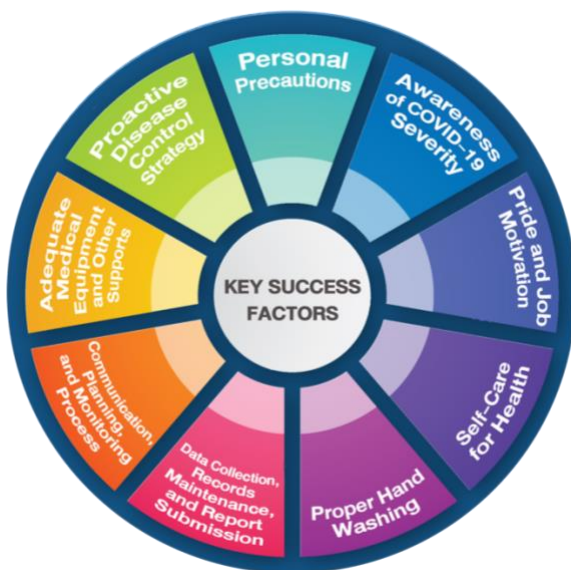 KEY SUCCESS
FACTORS
Personal
Precautions
Awareness
of COVID-19
Severity
Pride and Job
Motivation
Self-Care
for Health
Proper Hand
Washing
Data Collection,
Records
Maintenance,
and Report
Submission
Communication,
Planning,
and Monitoring
Process
Adequate
Medical
Equipment
and Other
Supports
Proactive
Disease
Control
Strategy